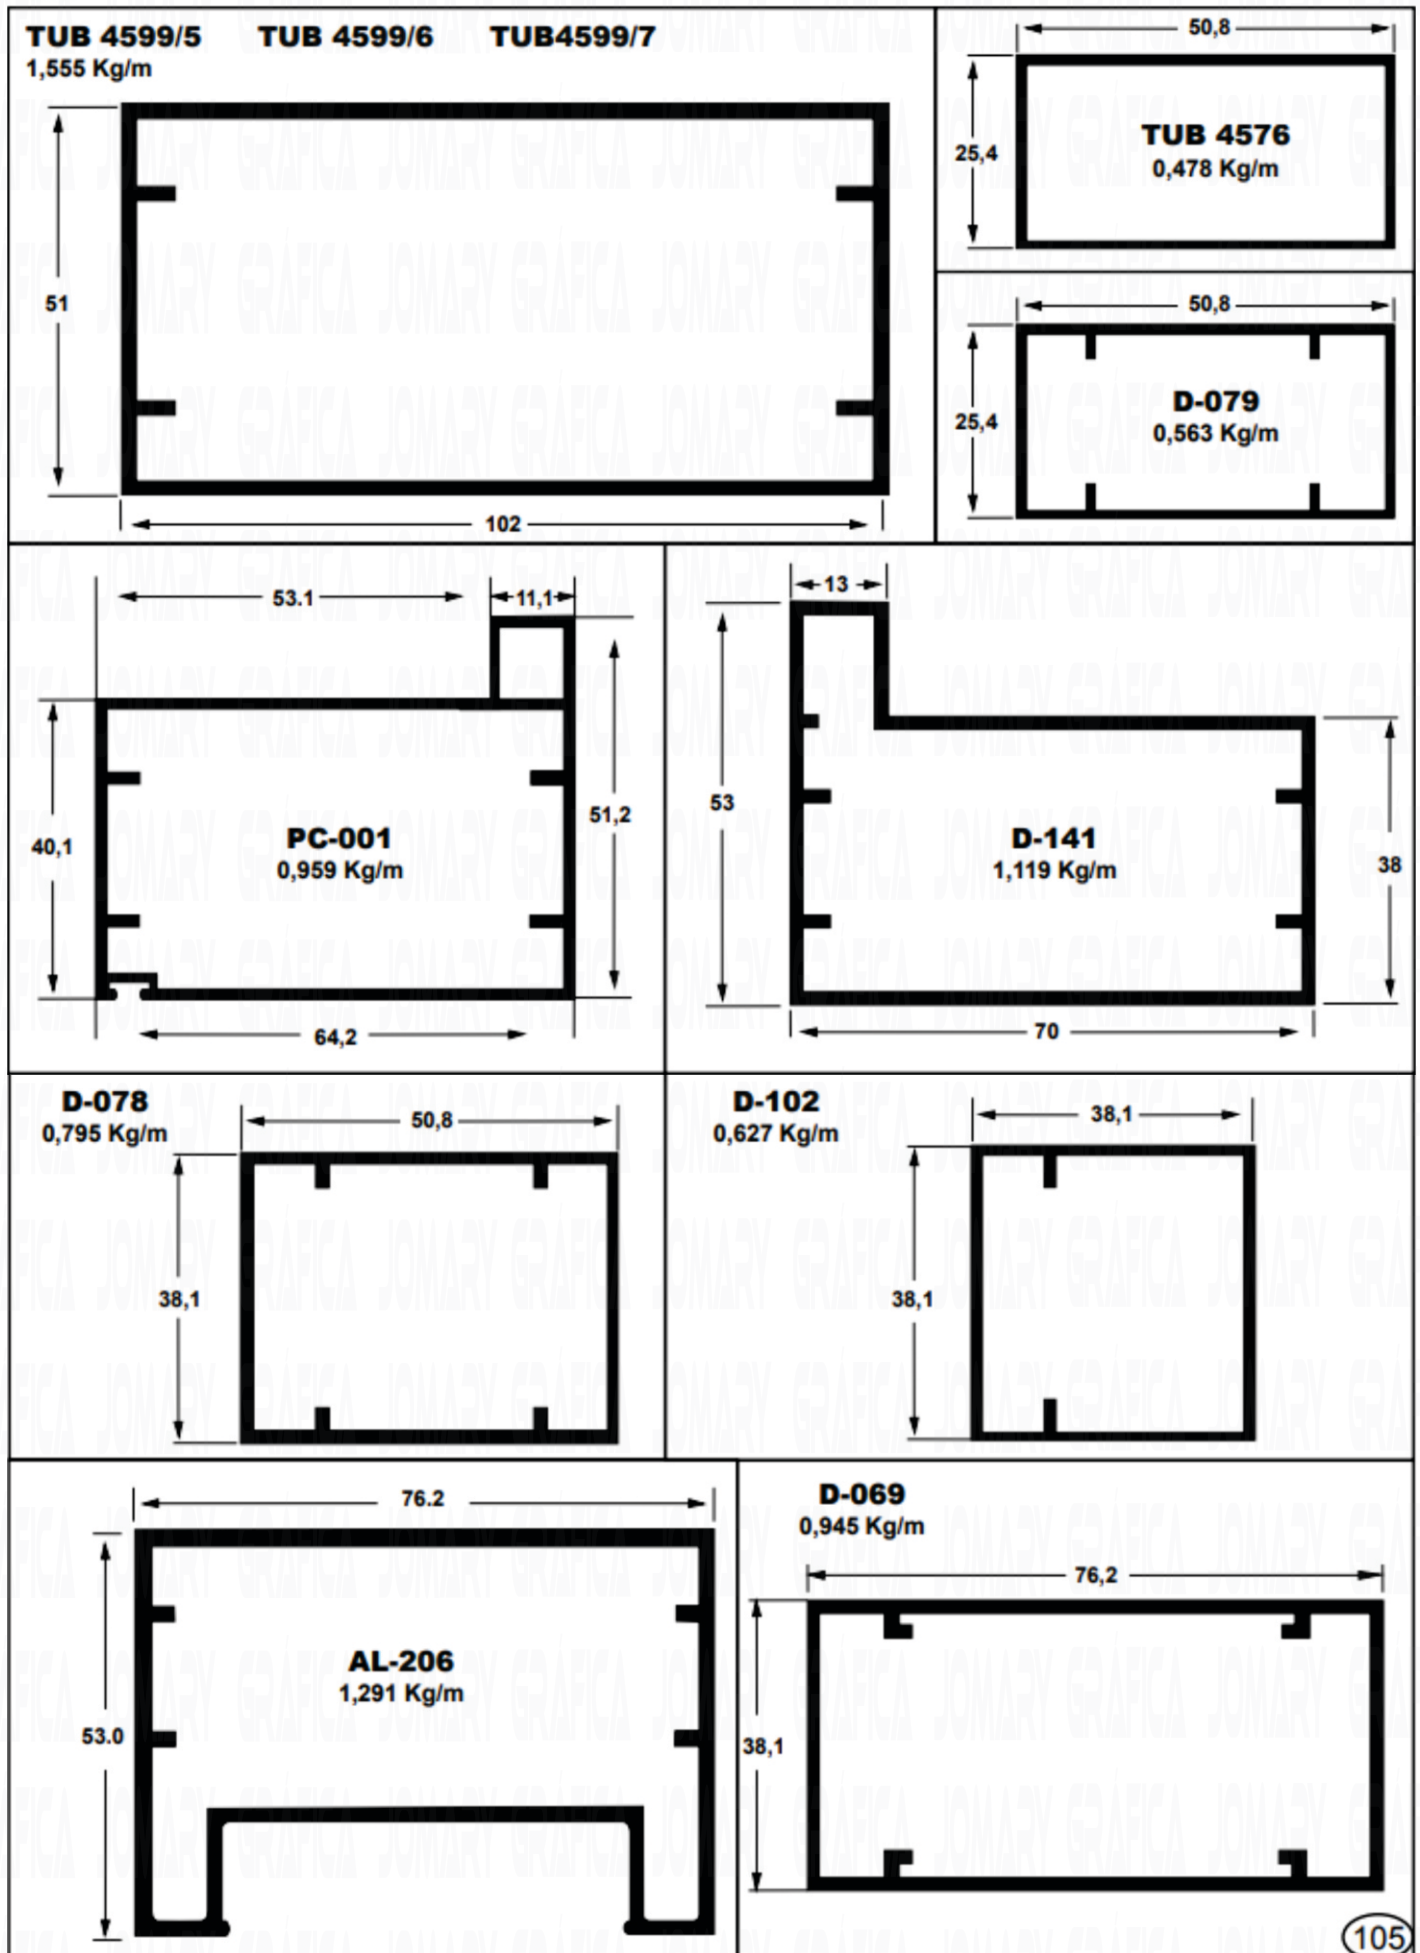 TUB 4599/5 TUB 4599/6 TUB4599/7
1,555 Kg/m
51
102
50,8
25,4
TUB 4576
0,478 Kg/m
50,8
25,4
D-079
0,563 Kg/m
53.1
11,1
40,1
51,2
PC-001
0,959 Kg/m
64,2
13
53
D-141
1,119 Kg/m
38
70
D-078
0,795 Kg/m
50,8
38,1
D-102
0,627 Kg/m
38,1
38,1
76.2
AL-206
1,291 Kg/m
53.0
D-069
0,945 Kg/m
76,2
38,1
105
JOMARV GRAFICA